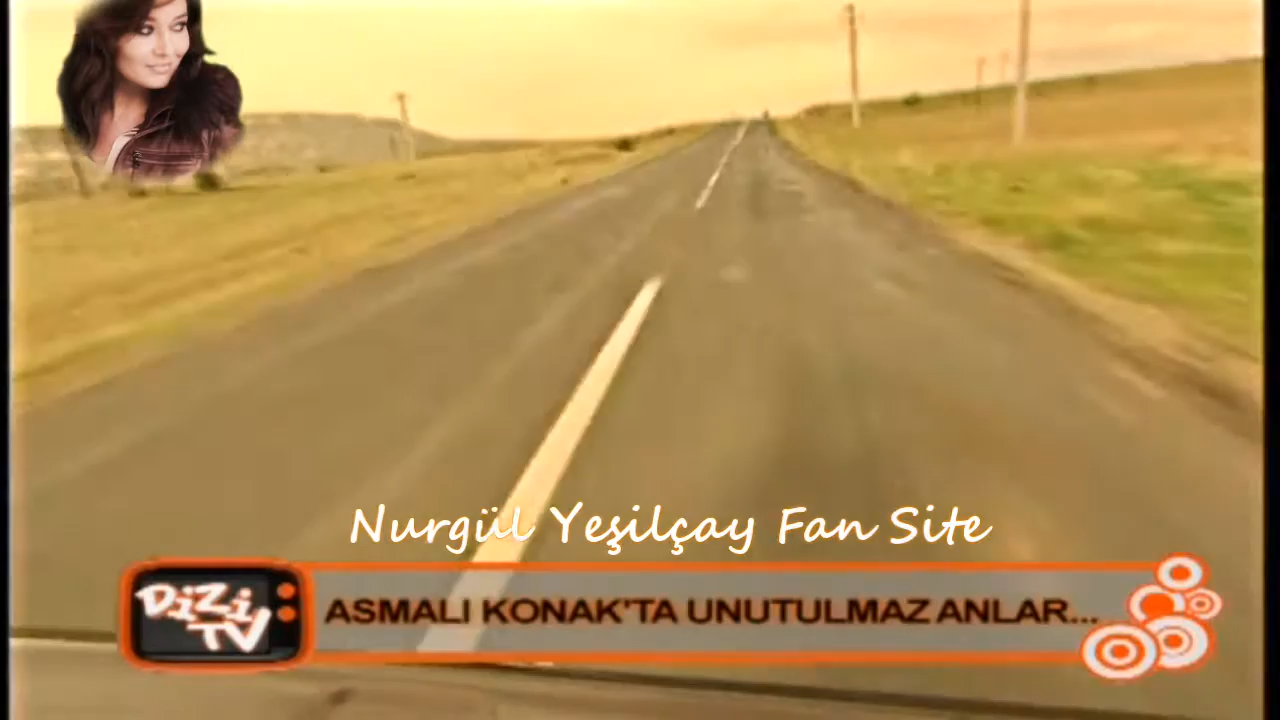 Nurgül Yeşilçay Fan Site
DiZi
TV
ASMALI KONAK'TA UNUTULMAZ ANLAR...